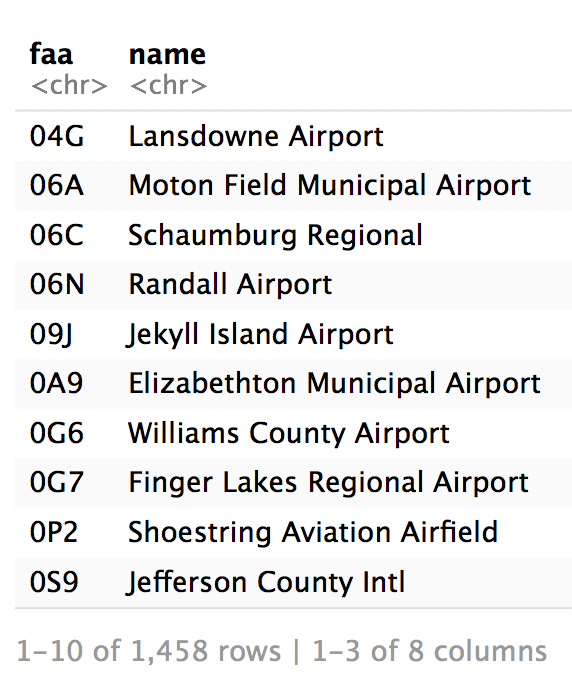 faa name
<chr> <chr>
04G Lansdowne Airport
06A Moton Field Municipal Airport
06C Schaumburg Regional
06N Randall Airport
09J Jekyll Island Airport
0A9 Elizabethton Municipal Airport
0G6 Williams County Airport
0G7 Finger Lakes Regional Airport
0P2 Shoestring Aviation Airfield
0S9 Jefferson County Intl
1–10 of 1,458 rows | 1–3 of 8 columns